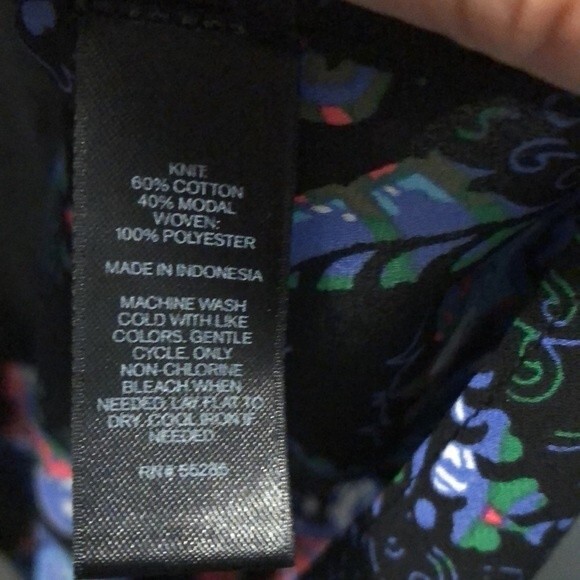 KNIT:
60% COTTON
40% MODAL
WOVEN:
100% POLYESTER
MADE IN INDONESIA
MACHINE WASH
COLD WITH LIKE
COLORS. GENTLE
CYCLE. ONLY
NON-CHLORINE
BLEACH WHEN
NEEDED. LAY FLAT TO
DRY. COOL IRON IF
NEEDED.
RN#